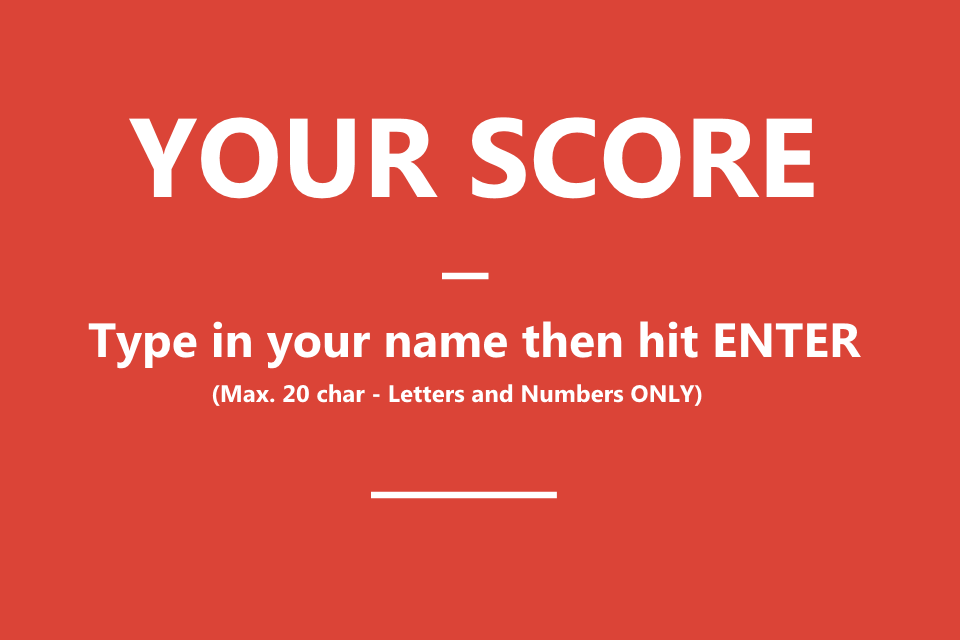 YOUR SCORE
Type in your name then hit ENTER
(Max. 20 char - Letters and Numbers ONLY)